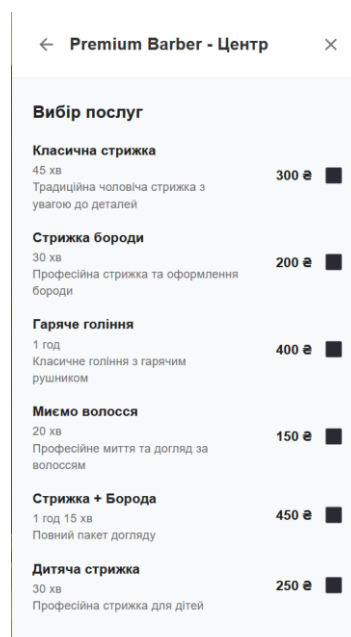 Premium Barber - Центр
Вибір послуг
Класична стрижка
45 хв
Традиційна чоловіча стрижка з
увагою до деталей
300 ₴
Стрижка бороди
30 хв
Професійна стрижка та оформлення
бороди
200 ₴
Гаряче гоління
1 год
Класичне гоління з гарячим
рушником
400 ₴
Миємо волосся
20 хв
Професійне миття та догляд за
волоссям
150 ₴
Стрижка + Борода
1 год 15 хв
Повний пакет догляду
450 ₴
Дитяча стрижка
30 хв
Професійна стрижка для дітей
250 ₴